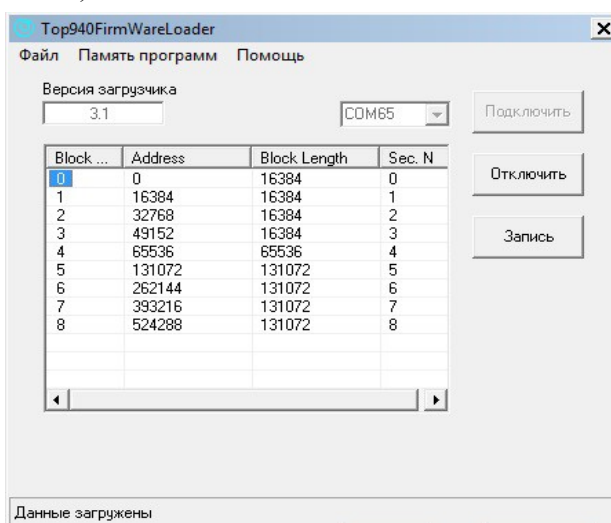 Top940FirmWareLoader
Файл Память программ Помощь
Версия загрузчика
3.1 COM65 Подключить
Block ... Address Block Length Sec. N
0 0 16384 0
1 16384 16384 1
2 32768 16384 2
3 49152 16384 3
4 65536 65536 4
5 131072 131072 5
6 262144 131072 6
7 393216 131072 7
8 524288 131072 8
Отключить
Запись
Данные загружены